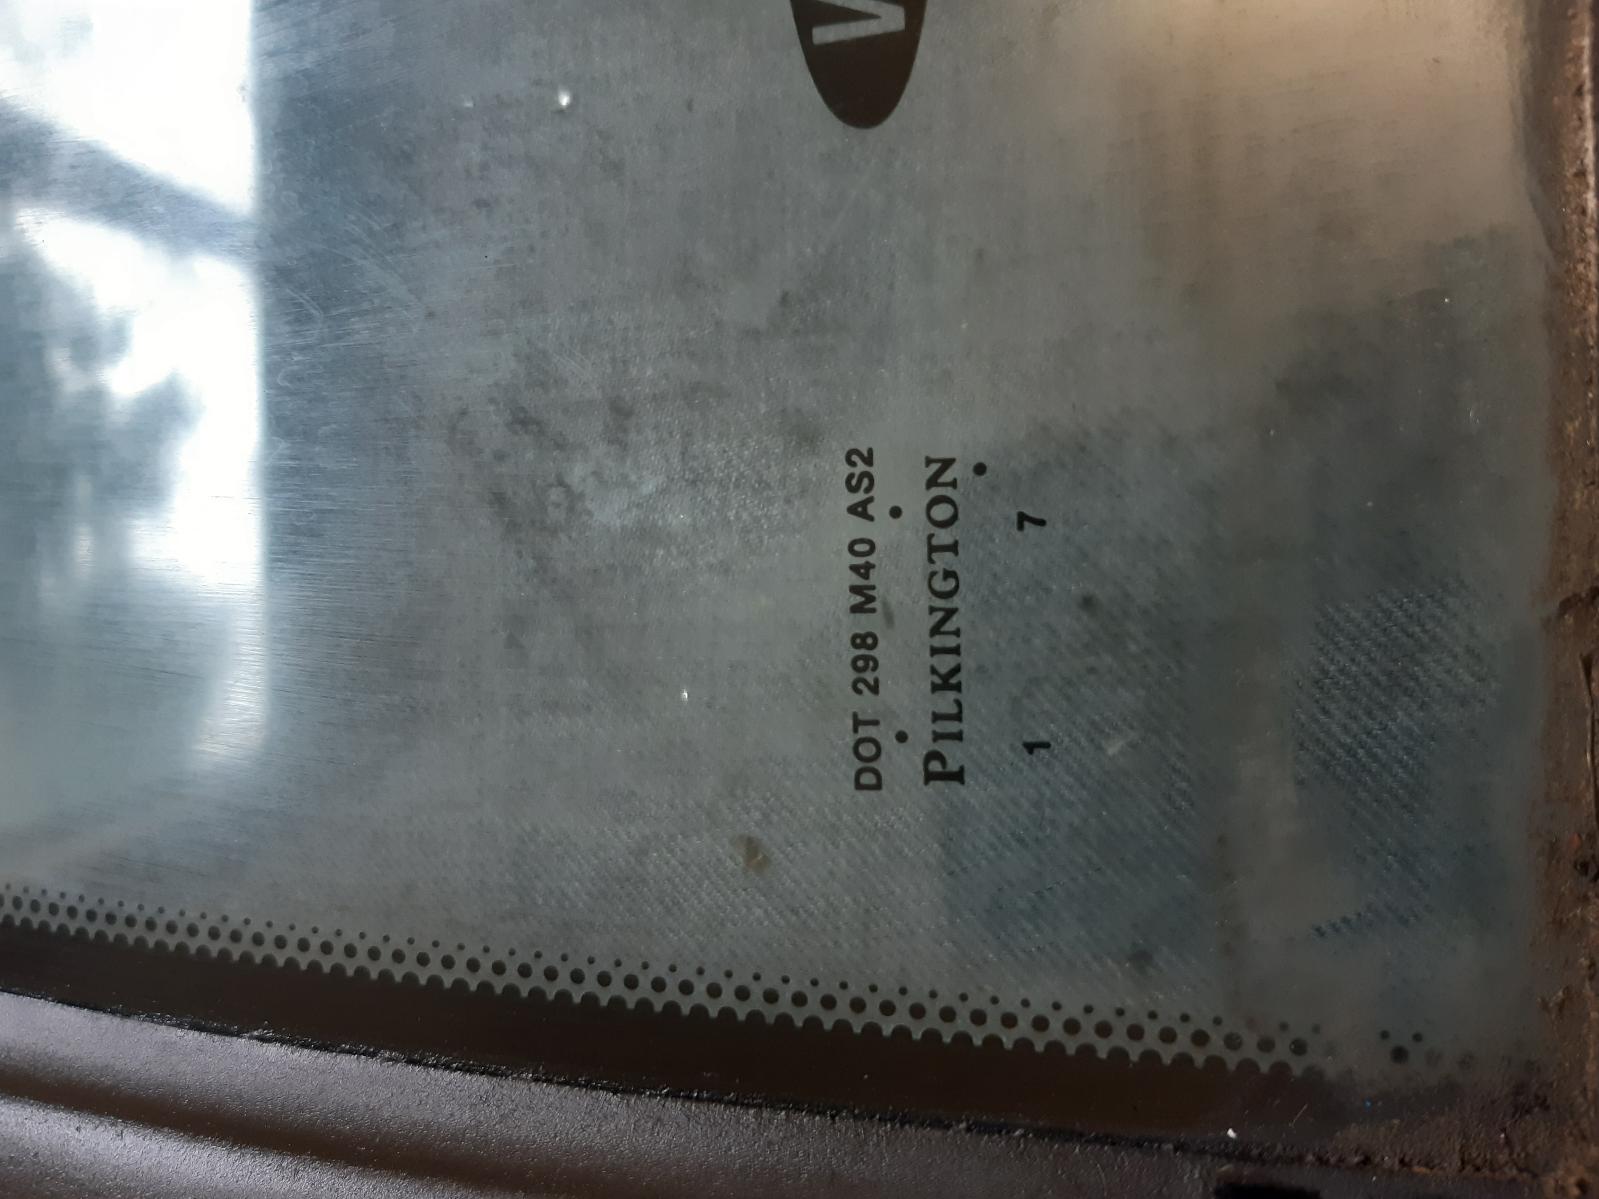 V
DOT 298 M40 AS2
PILKINGTON
1 7